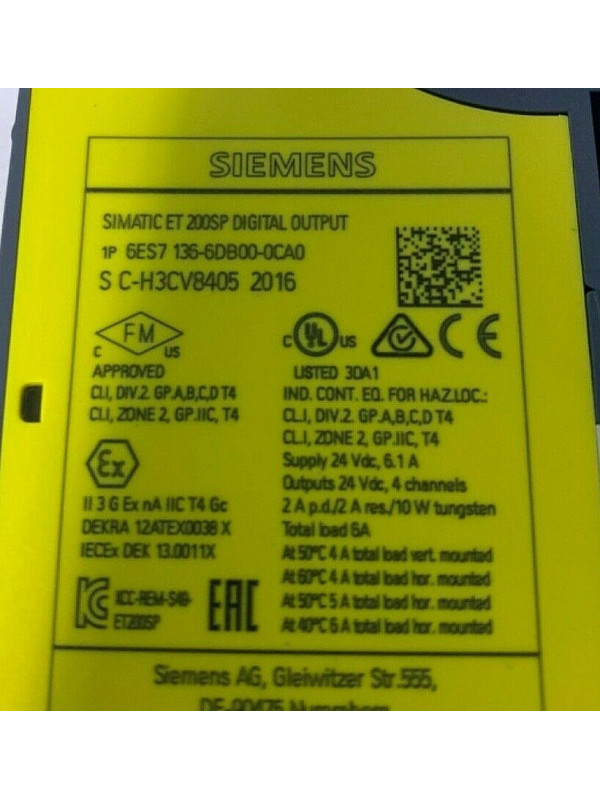 SIEMENS
SIMATIC ET 200SP DIGITAL OUTPUT
1P 6ES7 136-6DB00-0CA0
S C-H3CV8405 2016
FM
C US
APPROVED
CL.I, DIV.2. GP.A,B,C,D T4
CL.I, ZONE 2, GP.IIC, T4
Ex
II 3 G Ex nA IIC T4 Gc
DEKRA 12ATEX0038 X
IECEx DEK 13.0011X
KCC-REM-S49-
ET200SP
EAC
C UL US
CE
LISTED 3DA1
IND. CONT. EQ. FOR HAZ.LOC.:
CL.I, DIV.2. GP.A,B,C,D T4
CL.I, ZONE 2, GP.IIC, T4
Supply 24 Vdc, 6.1 A
Outputs 24 Vdc, 4 channels
2 A p.d./2 A res./10 W tungsten
Total load 6A
At 50°C 4 A total load vert. mounted
At 60°C 4 A total load hor. mounted
At 50°C 5 A total load hor. mounted
At 40°C 6 A total load hor. mounted
Siemens AG, Gleiwitzer Str.555,
DE-90475 Nuremberg